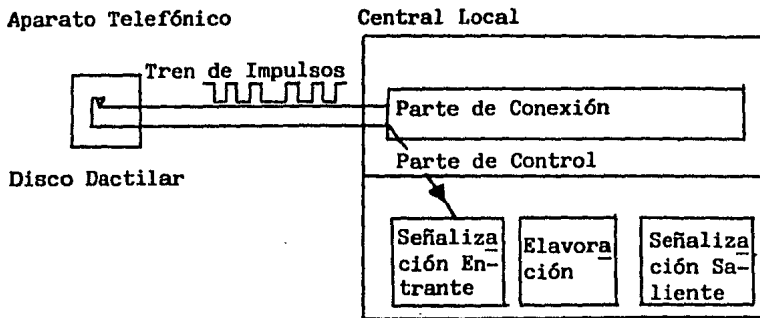 Aparato Telefónico
Central Local
Tren de Impulsos
Parte de Conexión
Disco Dactilar
Parte de Control
Señaliza
ción En-
trante
Elavora
ción
Señaliza
ción Sa-
liente